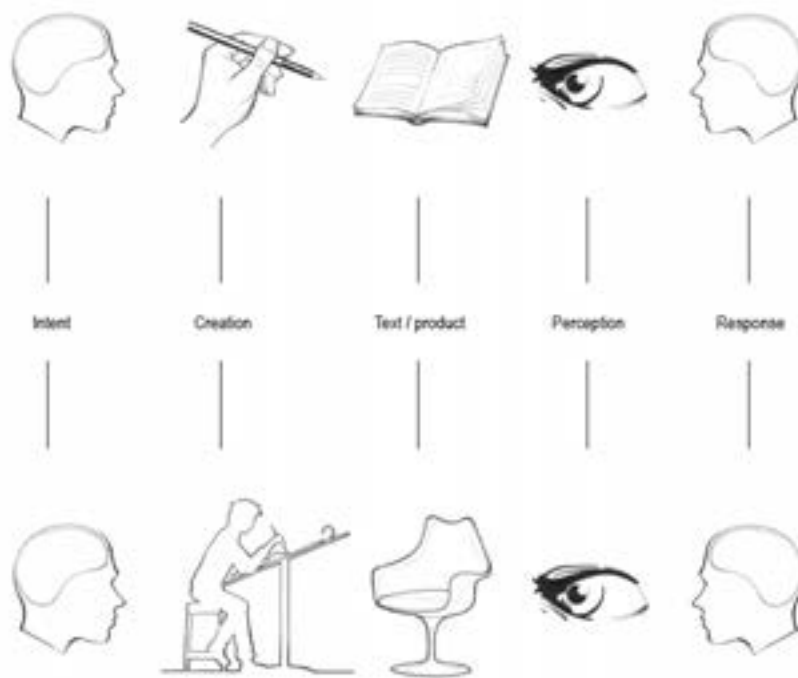 Intent
Creation
Text / product
Perception
Response